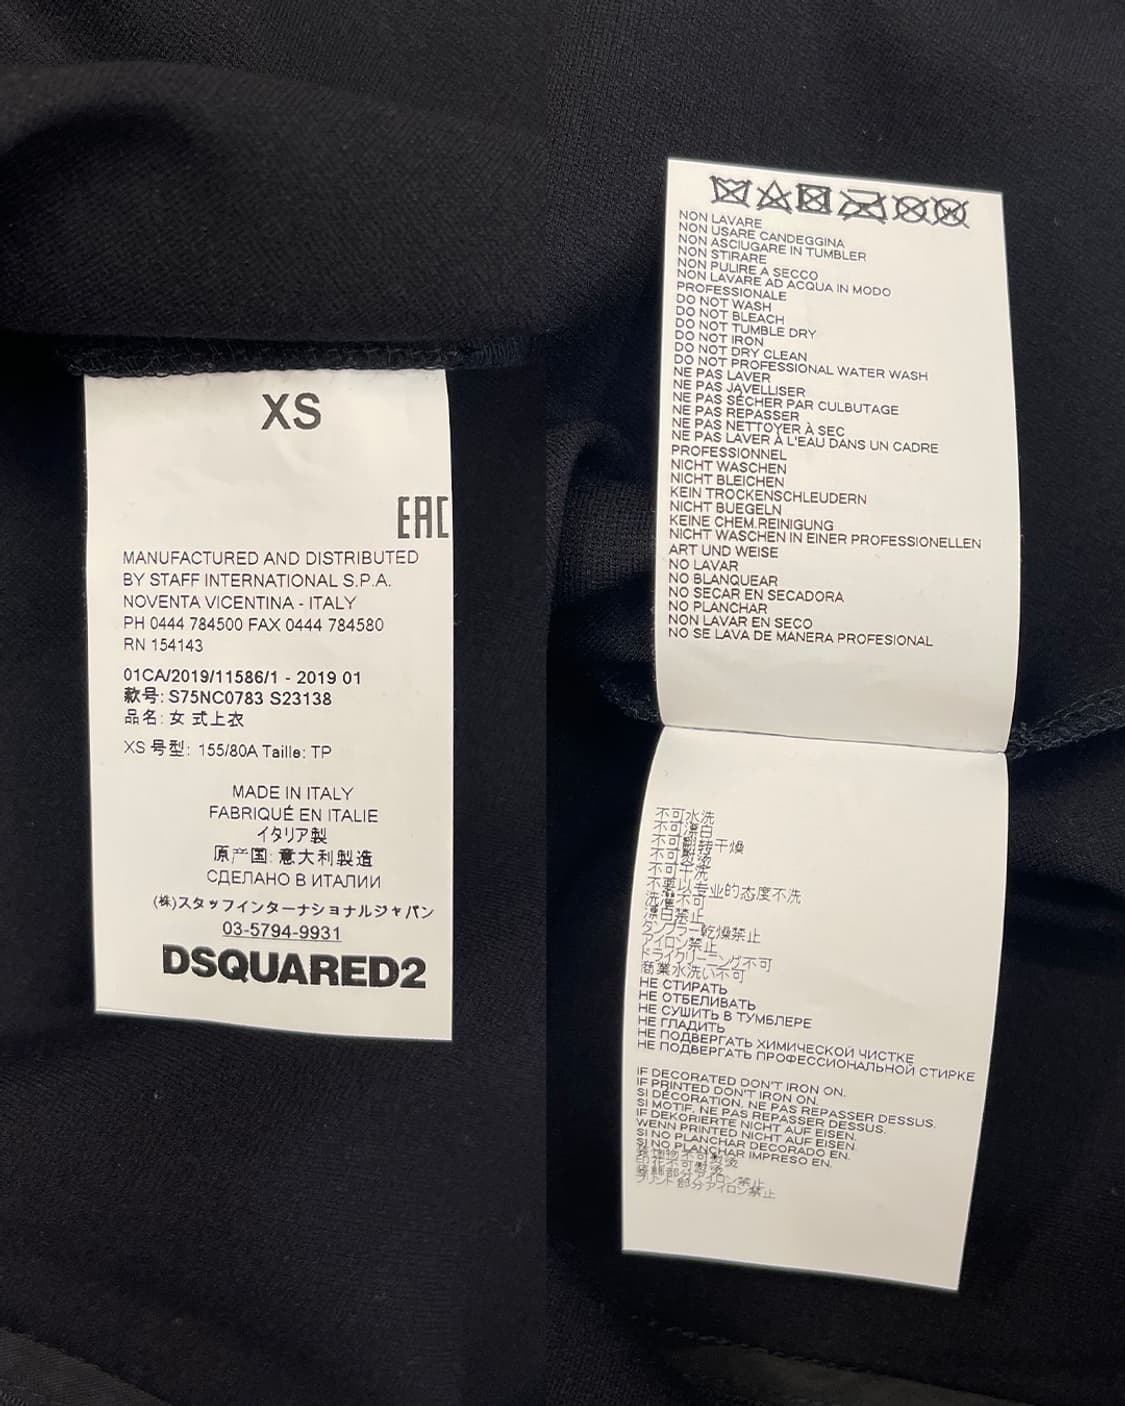 XS
EAC
MANUFACTURED AND DISTRIBUTED
BY STAFF INTERNATIONAL S.P.A.
NOVENTA VICENTINA - ITALY
PH 0444 784500 FAX 0444 784580
RN 154143
01CA/2019/11586/1 - 2019 01
款号: S75NC0783 S23138
品名: 女 式上衣
XS 号型: 155/80A Taille: TP
MADE IN ITALY
FABRIQUÉ EN ITALIE
イタリア製
原产国: 意大利製造
СДЕЛАНО В ИТАЛИИ
(株)スタッフインターナショナルジャパン
03-5794-9931
DSQUARED2
NON LAVARE
NON USARE CANDEGGINA
NON ASCIUGARE IN TUMBLER
NON STIRARE
NON PULIRE A SECCO
NON LAVARE AD ACQUA IN MODO
PROFESSIONALE
DO NOT WASH
DO NOT BLEACH
DO NOT TUMBLE DRY
DO NOT IRON
DO NOT DRY CLEAN
DO NOT PROFESSIONAL WATER WASH
NE PAS LAVER
NE PAS JAVELLISER
NE PAS SÉCHER PAR CULBUTAGE
NE PAS REPASSER
NE PAS NETTOYER À SEC
NE PAS LAVER À L'EAU DANS UN CADRE
PROFESSIONNEL
NICHT WASCHEN
NICHT BLEICHEN
KEIN TROCKENSCHLEUDERN
NICHT BUEGELN
KEINE CHEM.REINIGUNG
NICHT WASCHEN IN EINER PROFESSIONELLEN
ART UND WEISE
NO LAVAR
NO BLANQUEAR
NO SECAR EN SECADORA
NO PLANCHAR
NON LAVAR EN SECO
NO SE LAVA DE MANERA PROFESIONAL
不可水洗
不可漂白
不可翻转干燥
不可熨烫
不可干洗
不要以专业的态度不洗
洗濯不可
漂白禁止
タンブラー乾燥禁止
アイロン禁止
ドライクリーニング不可
商業水洗い不可
НЕ СТИРАТЬ
НЕ ОТБЕЛИВАТЬ
НЕ СУШИТЬ В ТУМБЛЕРЕ
НЕ ГЛАДИТЬ
НЕ ПОДВЕРГАТЬ ХИМИЧЕСКОЙ ЧИСТКЕ
НЕ ПОДВЕРГАТЬ ПРОФЕССИОНАЛЬНОЙ СТИРКЕ
IF DECORATED DON'T IRON ON.
IF PRINTED DON'T IRON ON.
SI DÉCORATION, NE PAS REPASSER DESSUS.
SI MOTIF, NE PAS REPASSER DESSUS.
IF DEKORIERTE NICHT AUF EISEN.
WENN PRINTED NICHT AUF EISEN.
SI NO PLANCHAR DECORADO EN.
SI NO PLANCHAR IMPRESO EN.
印花不可熨烫
プリント部分アイロン禁止